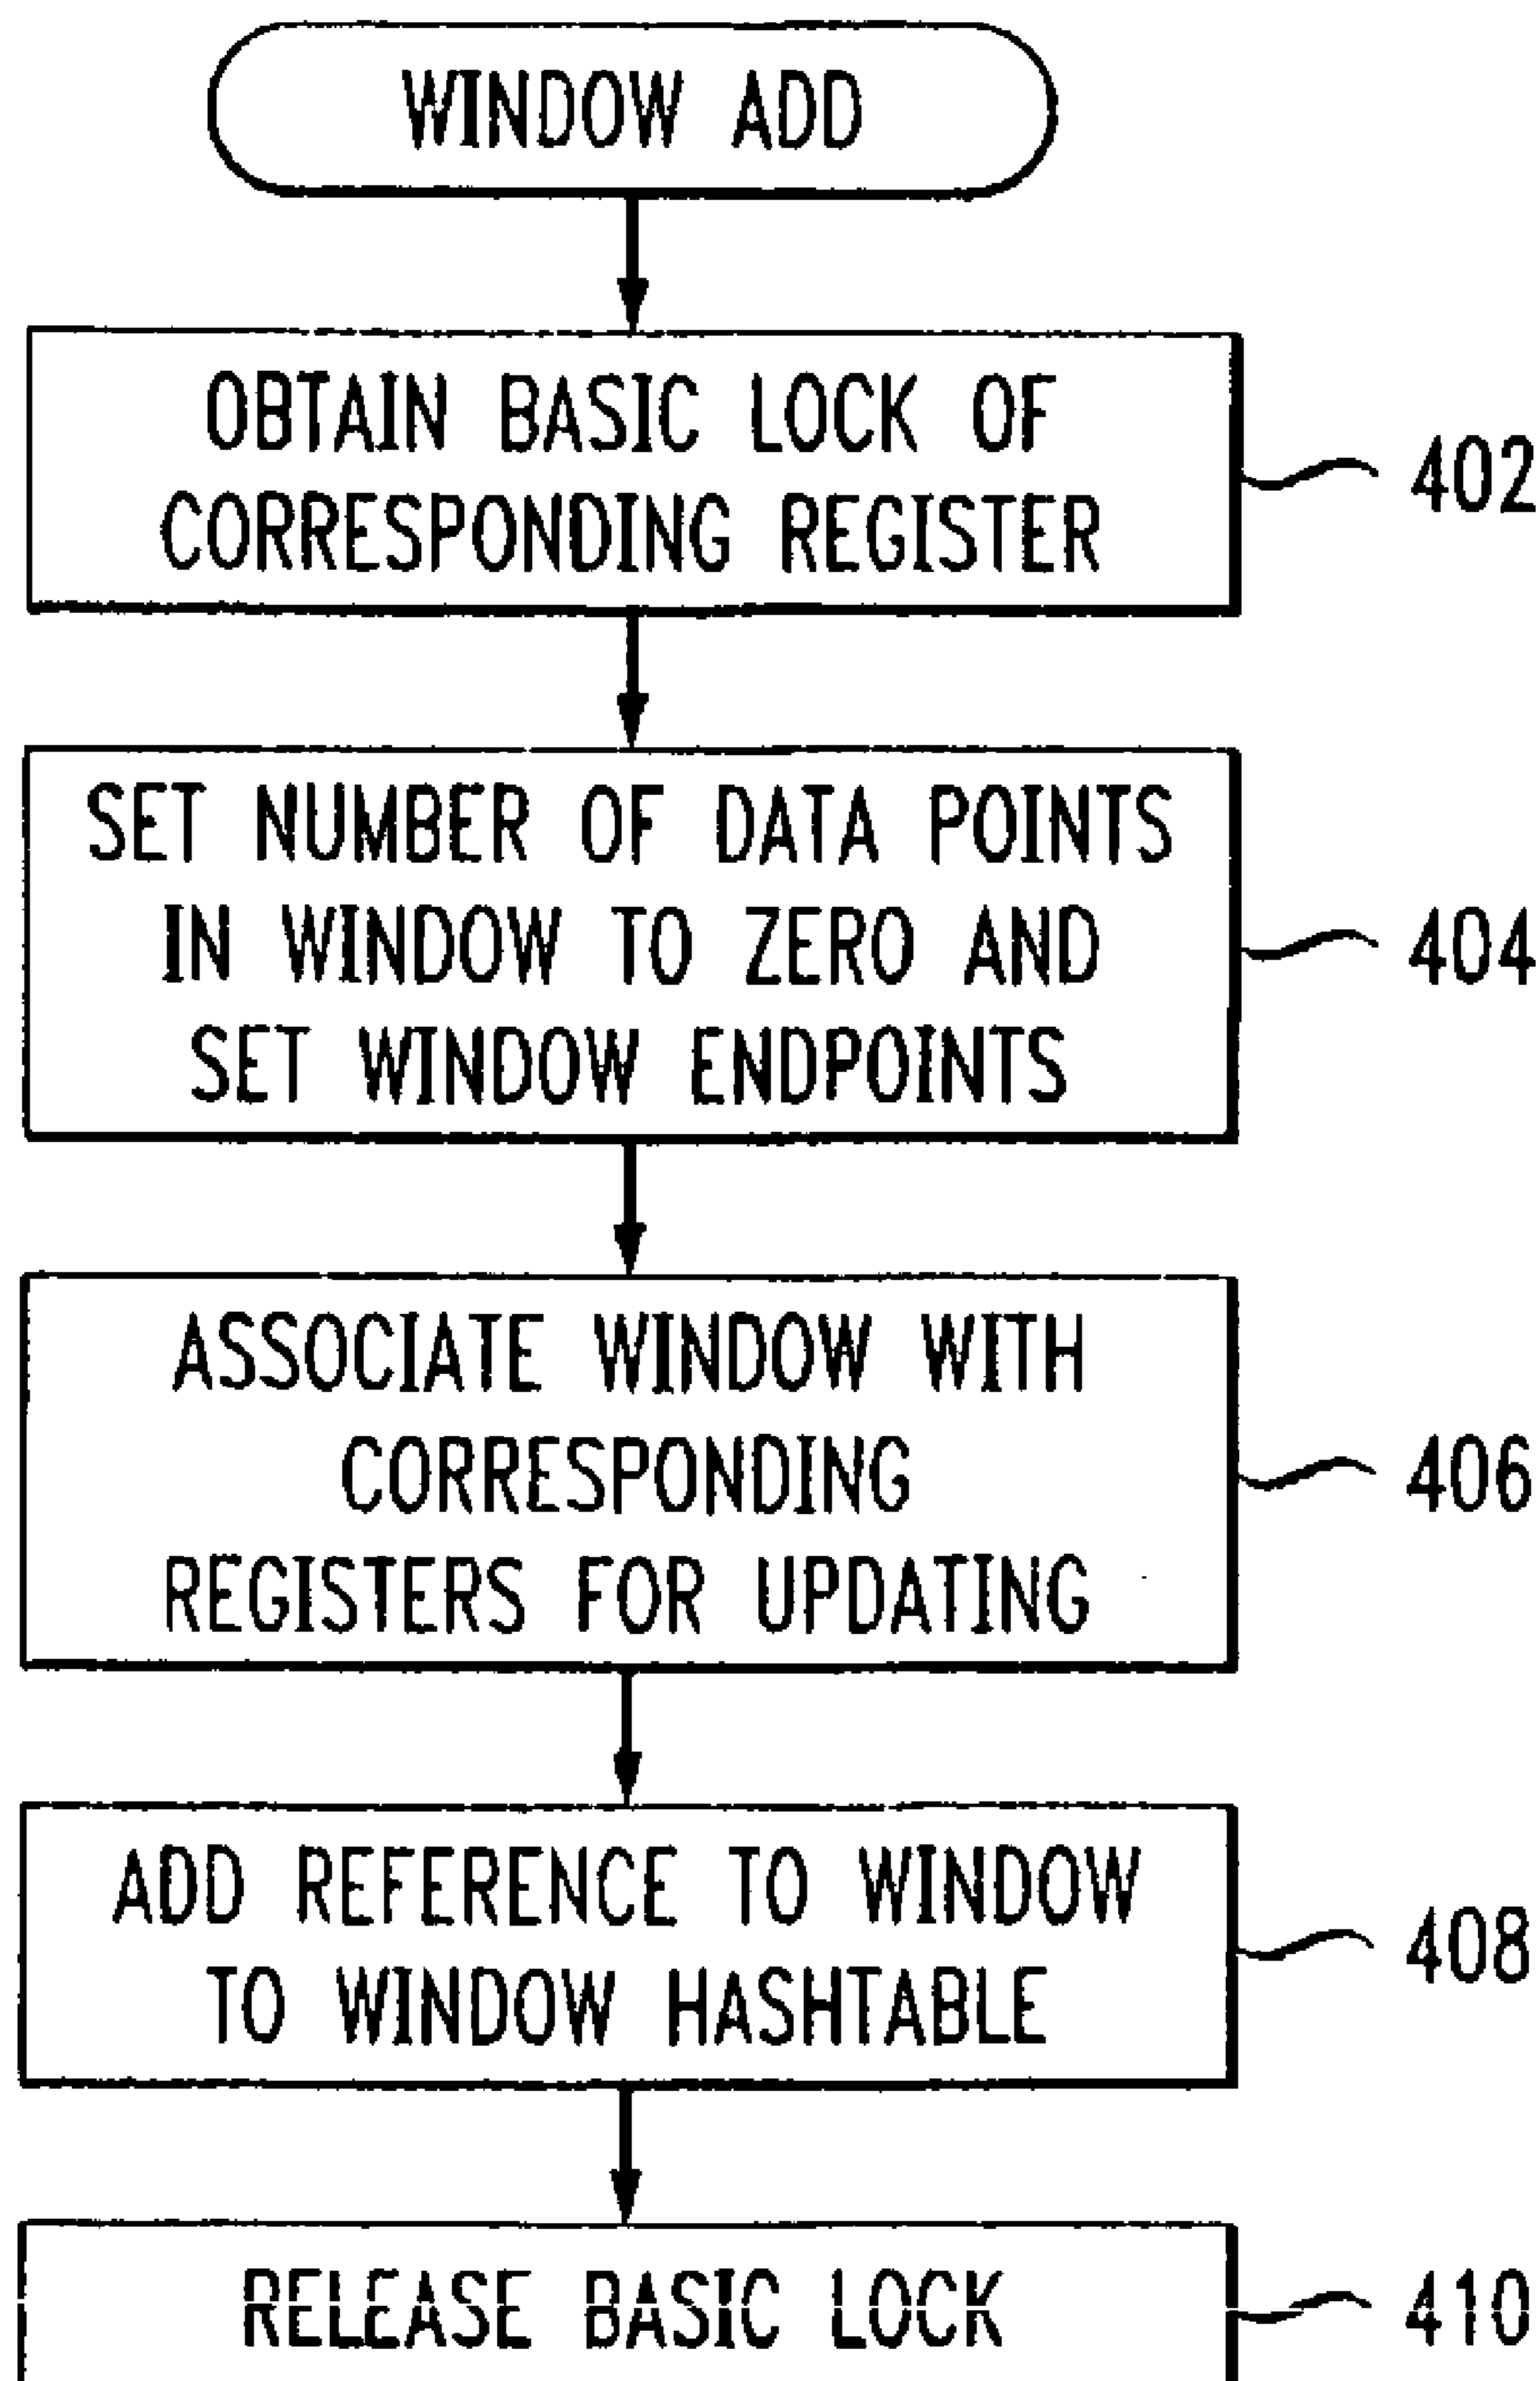 WINDOW ADD
OBTAIN BASIC LOCK OF
CORRESPONDING REGISTER
402
SET NUMBER OF DATA POINTS
IN WINDOW TO ZERO AND
SET WINDOW ENDPOINTS
404
ASSOCIATE WINDOW WITH
CORRESPONDING
REGISTERS FOR UPDATING
406
ADD REFERENCE TO WINDOW
TO WINDOW HASHTABLE
408
RELEASE BASIC LOCK
410